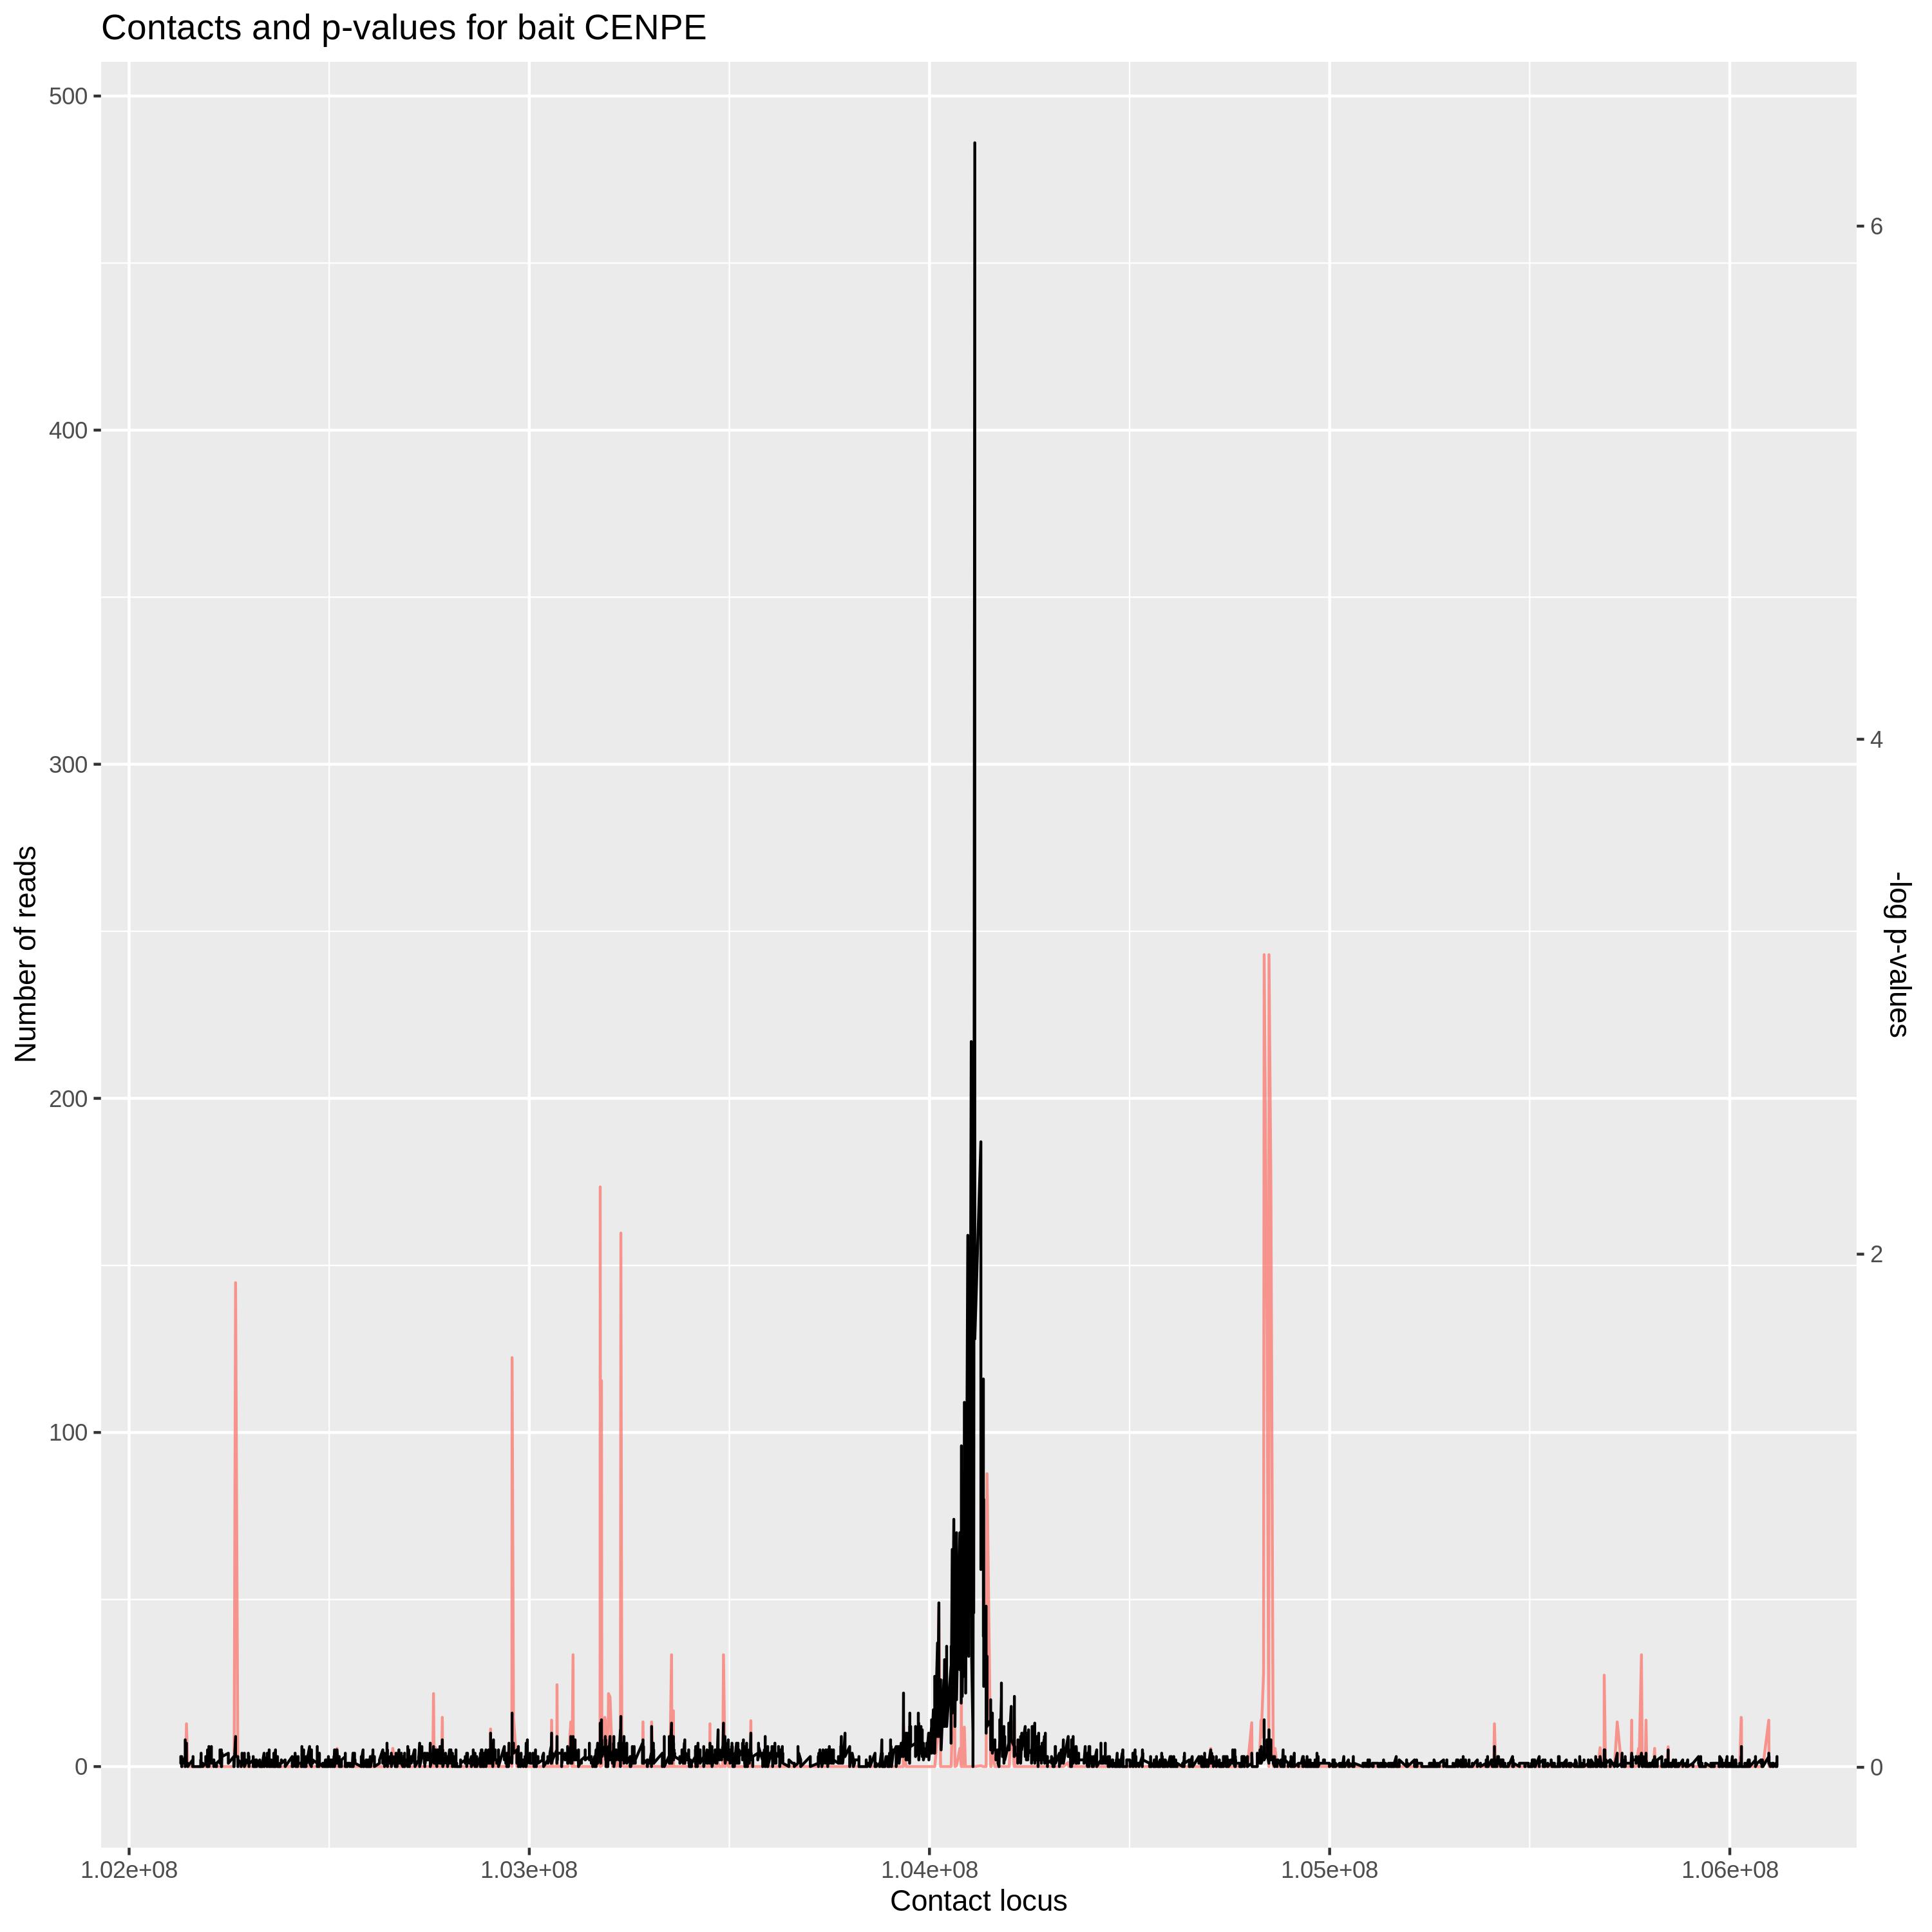 Contacts and p-values for bait CENPE
500
400
300
200
100
0
Number of reads
6
4
2
0
-log p-values
1.02e+08
1.03e+08
1.04e+08
1.05e+08
1.06e+08
Contact locus